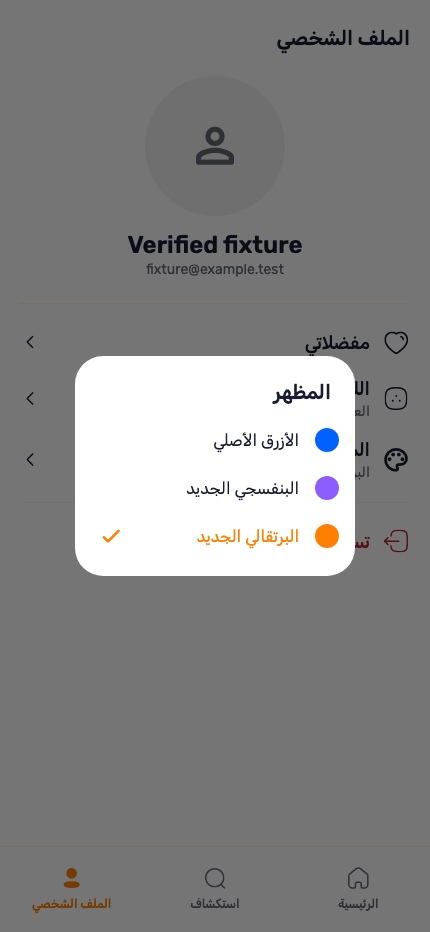 الملف الشخصي
Verified fixture
fixture@example.test
مفضلاتي
المظهر
الأزرق الأصلي
البنفسجي الجديد
البرتقالي الجديد
الرئيسية
استكشاف
الملف الشخصي